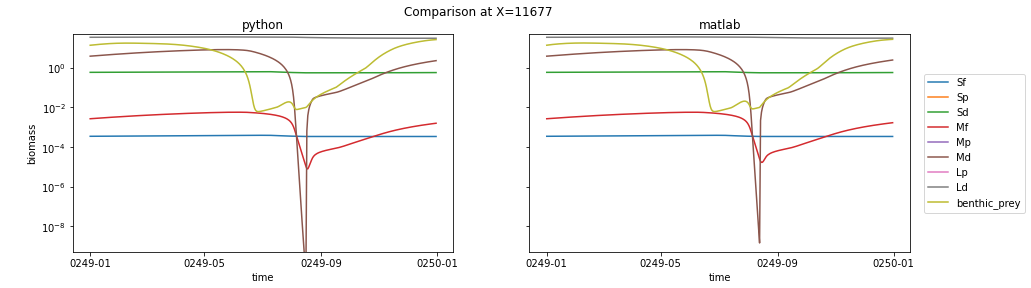 Comparison at X=11677
python
matlab
biomass
10^0
10^-2
10^-4
10^-6
10^-8
0249-01
0249-05
0249-09
0250-01
time
0249-01
0249-05
0249-09
0250-01
time
Sf
Sp
Sd
Mf
Mp
Md
Lp
Ld
benthic_prey